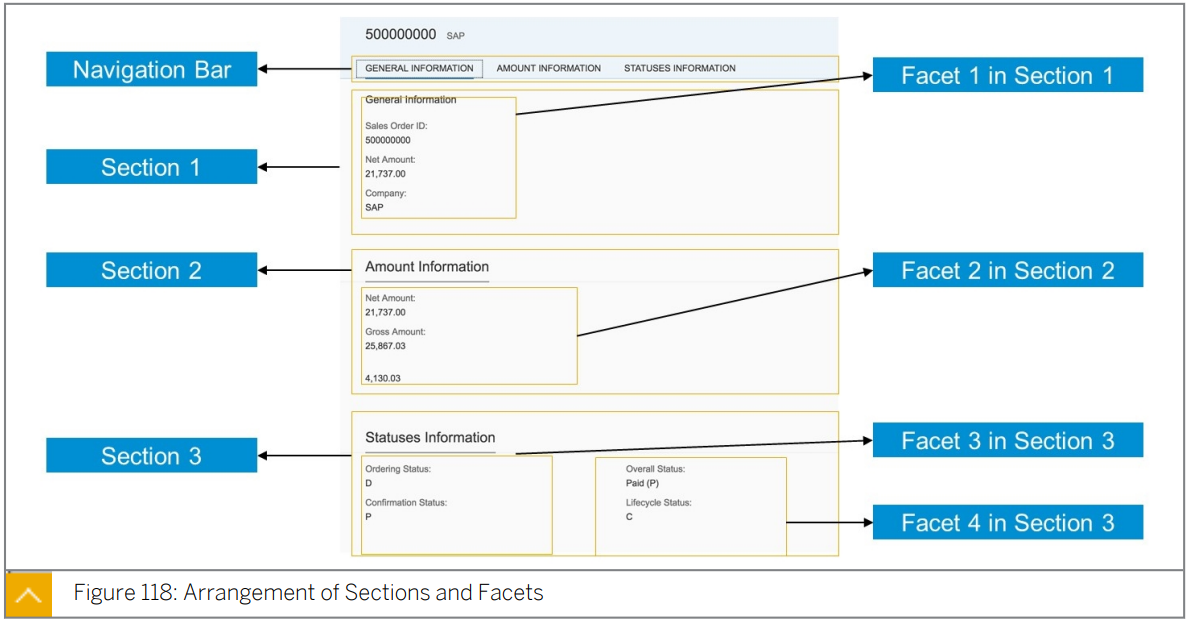 500000000 SAP
Navigation Bar
GENERAL INFORMATION AMOUNT INFORMATION STATUSES INFORMATION
Facet 1 in Section 1
General Information
Sales Order ID:
500000000
Section 1
Net Amount:
21,737.00
Company:
SAP
Section 2
Amount Information
Facet 2 in Section 2
Net Amount:
21,737.00
Gross Amount:
25,867.03
4,130.03
Section 3
Statuses Information
Facet 3 in Section 3
Ordering Status:
D
Confirmation Status:
P
Overall Status:
Paid (P)
Lifecycle Status:
C
Facet 4 in Section 3
Figure 118: Arrangement of Sections and Facets